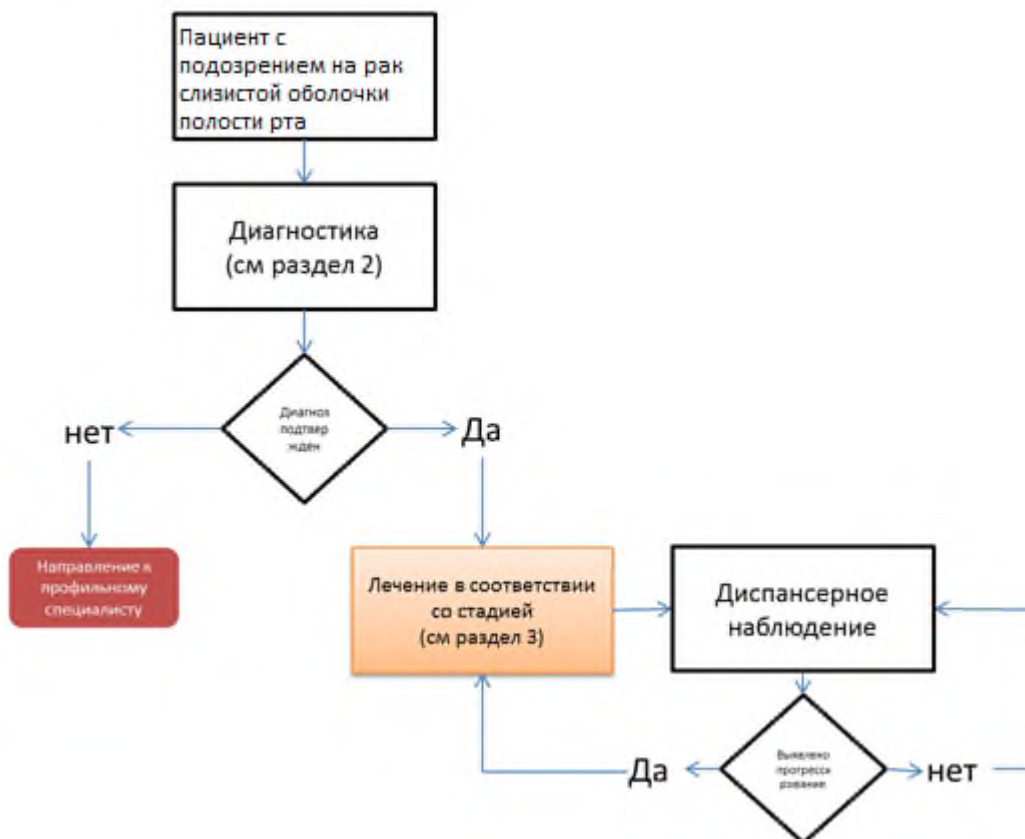 Пациент с
подозрением на рак
слизистой оболочки
полости рта
Диагностика
(см раздел 2)
Диагноз
подтвер
жден
нет
Да
Направление к
профильному
специалисту
Лечение в соответствии
со стадией
(см раздел 3)
Диспансерное
наблюдение
Выявлено
прогресси
рование
Да
нет